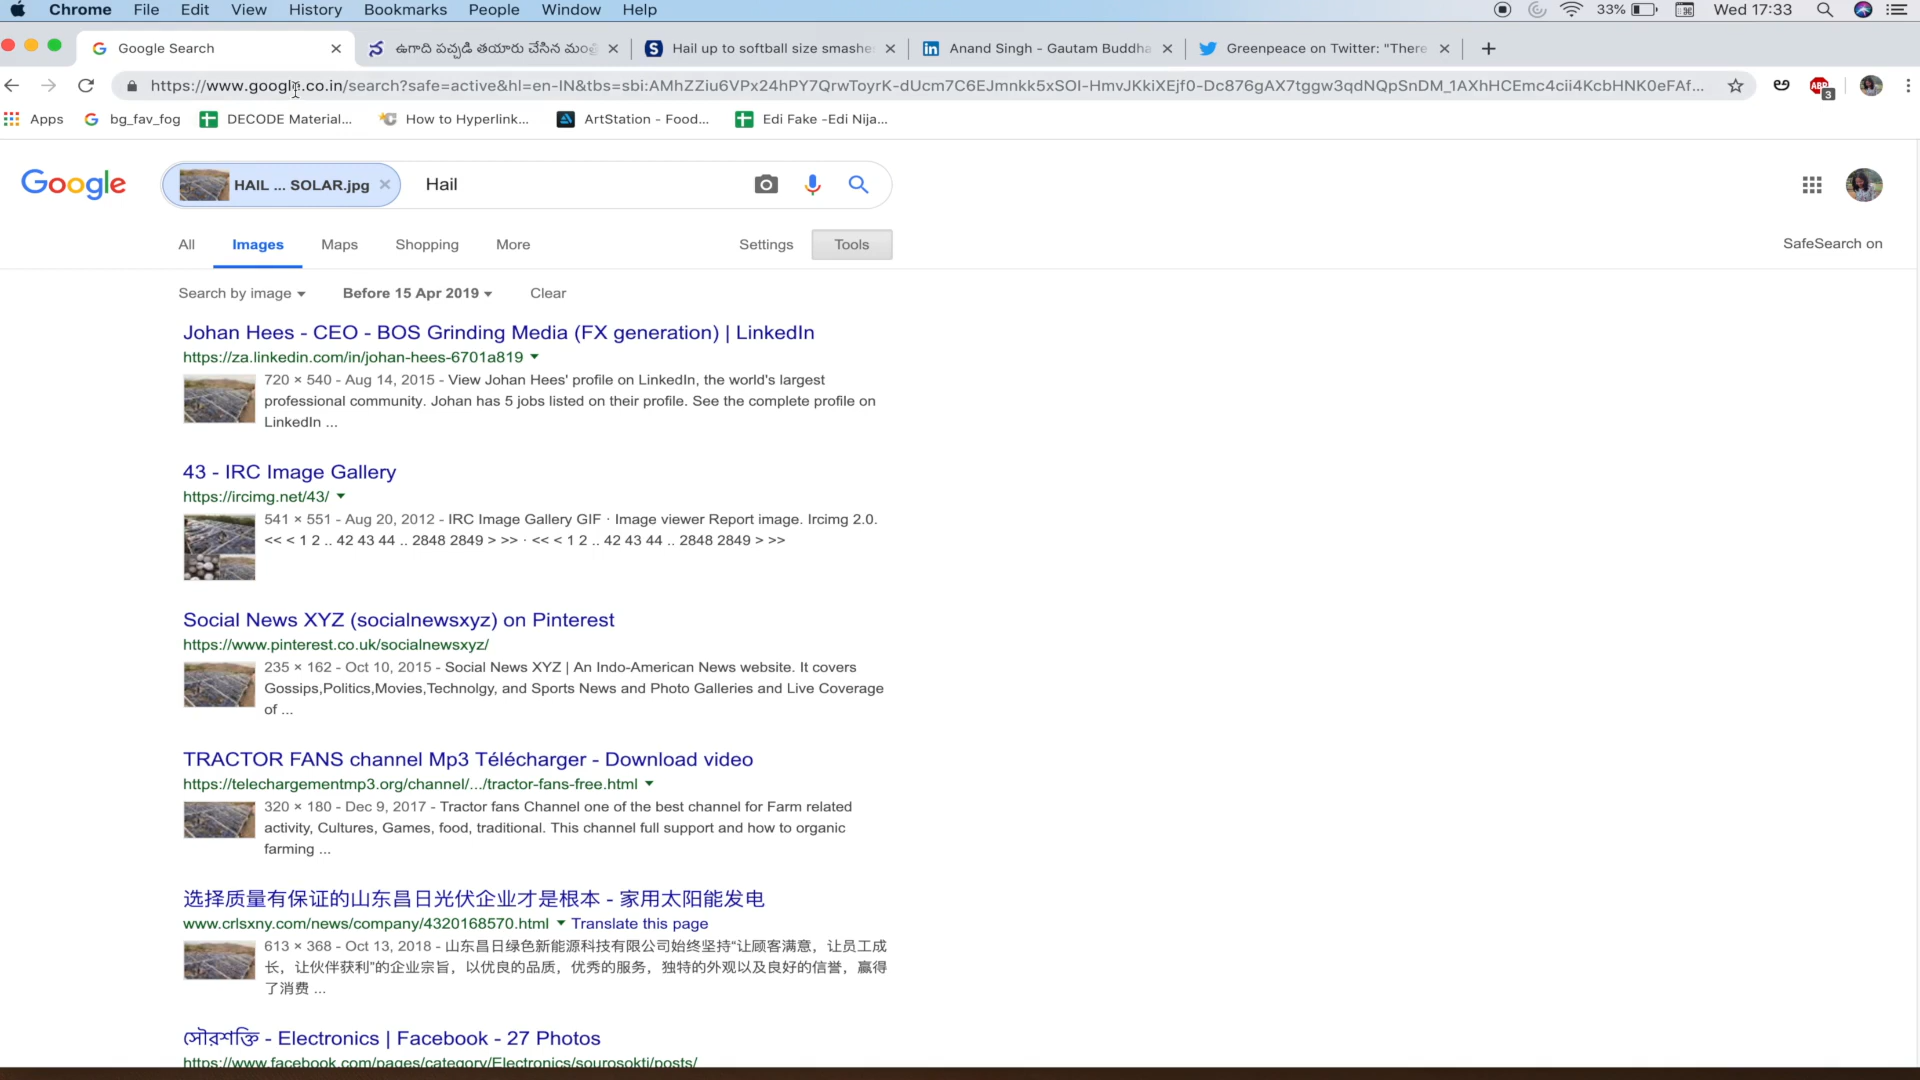 Chrome File Edit View History Bookmarks People Window Help 33% Wed 17:33
Google Search ఉగాది పచ్చడి తయారు చేసిన Hail up to softball size smashe Anand Singh - Gautam Buddha Greenpeace on Twitter: "There
https://www.google.co.in/search?safe=active&hl=en-IN&tbs=sbi:AMhZZiu6VPx24hPY7QrwToyrK-dUcm7C6EJmnkk5xSOI-HmvJKkiXEjf0-Dc876gAX7tggw3qdNQpSnDM_1AXhHCEmc4cii4KcbHNK0eFAf...
ABP 3
Apps bg_fav_fog DECODE Material... How to Hyperlink... ArtStation - Food... Edi Fake -Edi Nija...
Google HAIL ... SOLAR.jpg Hail
All Images Maps Shopping More Settings Tools SafeSearch on
Search by image Before 15 Apr 2019 Clear
Johan Hees - CEO - BOS Grinding Media (FX generation) | LinkedIn
https://za.linkedin.com/in/johan-hees-6701a819
720 × 540 - Aug 14, 2015 - View Johan Hees' profile on LinkedIn, the world's largest
professional community. Johan has 5 jobs listed on their profile. See the complete profile on
LinkedIn ...
43 - IRC Image Gallery
https://ircimg.net/43/
541 × 551 - Aug 20, 2012 - IRC Image Gallery GIF · Image viewer Report image. Ircimg 2.0.
<< < 1 2 .. 42 43 44 .. 2848 2849 > >> · << < 1 2 .. 42 43 44 .. 2848 2849 > >>
Social News XYZ (socialnewsxyz) on Pinterest
https://www.pinterest.co.uk/socialnewsxyz/
235 × 162 - Oct 10, 2015 - Social News XYZ | An Indo-American News website. It covers
Gossips,Politics,Movies,Technolgy, and Sports News and Photo Galleries and Live Coverage
of ...
TRACTOR FANS channel Mp3 Télécharger - Download video
https://telechargementmp3.org/channel/.../tractor-fans-free.html
320 × 180 - Dec 9, 2017 - Tractor fans Channel one of the best channel for Farm related
activity, Cultures, Games, food, traditional. This channel full support and how to organic
farming ...
选择质量有保证的山东昌日光伏企业才是根本 - 家用太阳能发电
www.crlsxny.com/news/company/4320168570.html Translate this page
613 × 368 - Oct 13, 2018 - 山东昌日绿色新能源科技有限公司始终坚持“让顾客满意，让员工成
长，让伙伴获利”的企业宗旨，以优良的品质，优秀的服务，独特的外观以及良好的信誉，赢得
了消费 ...
সৌরশক্তি - Electronics | Facebook - 27 Photos
https://www.facebook.com/pages/category/Electronics/sourosokti/posts/